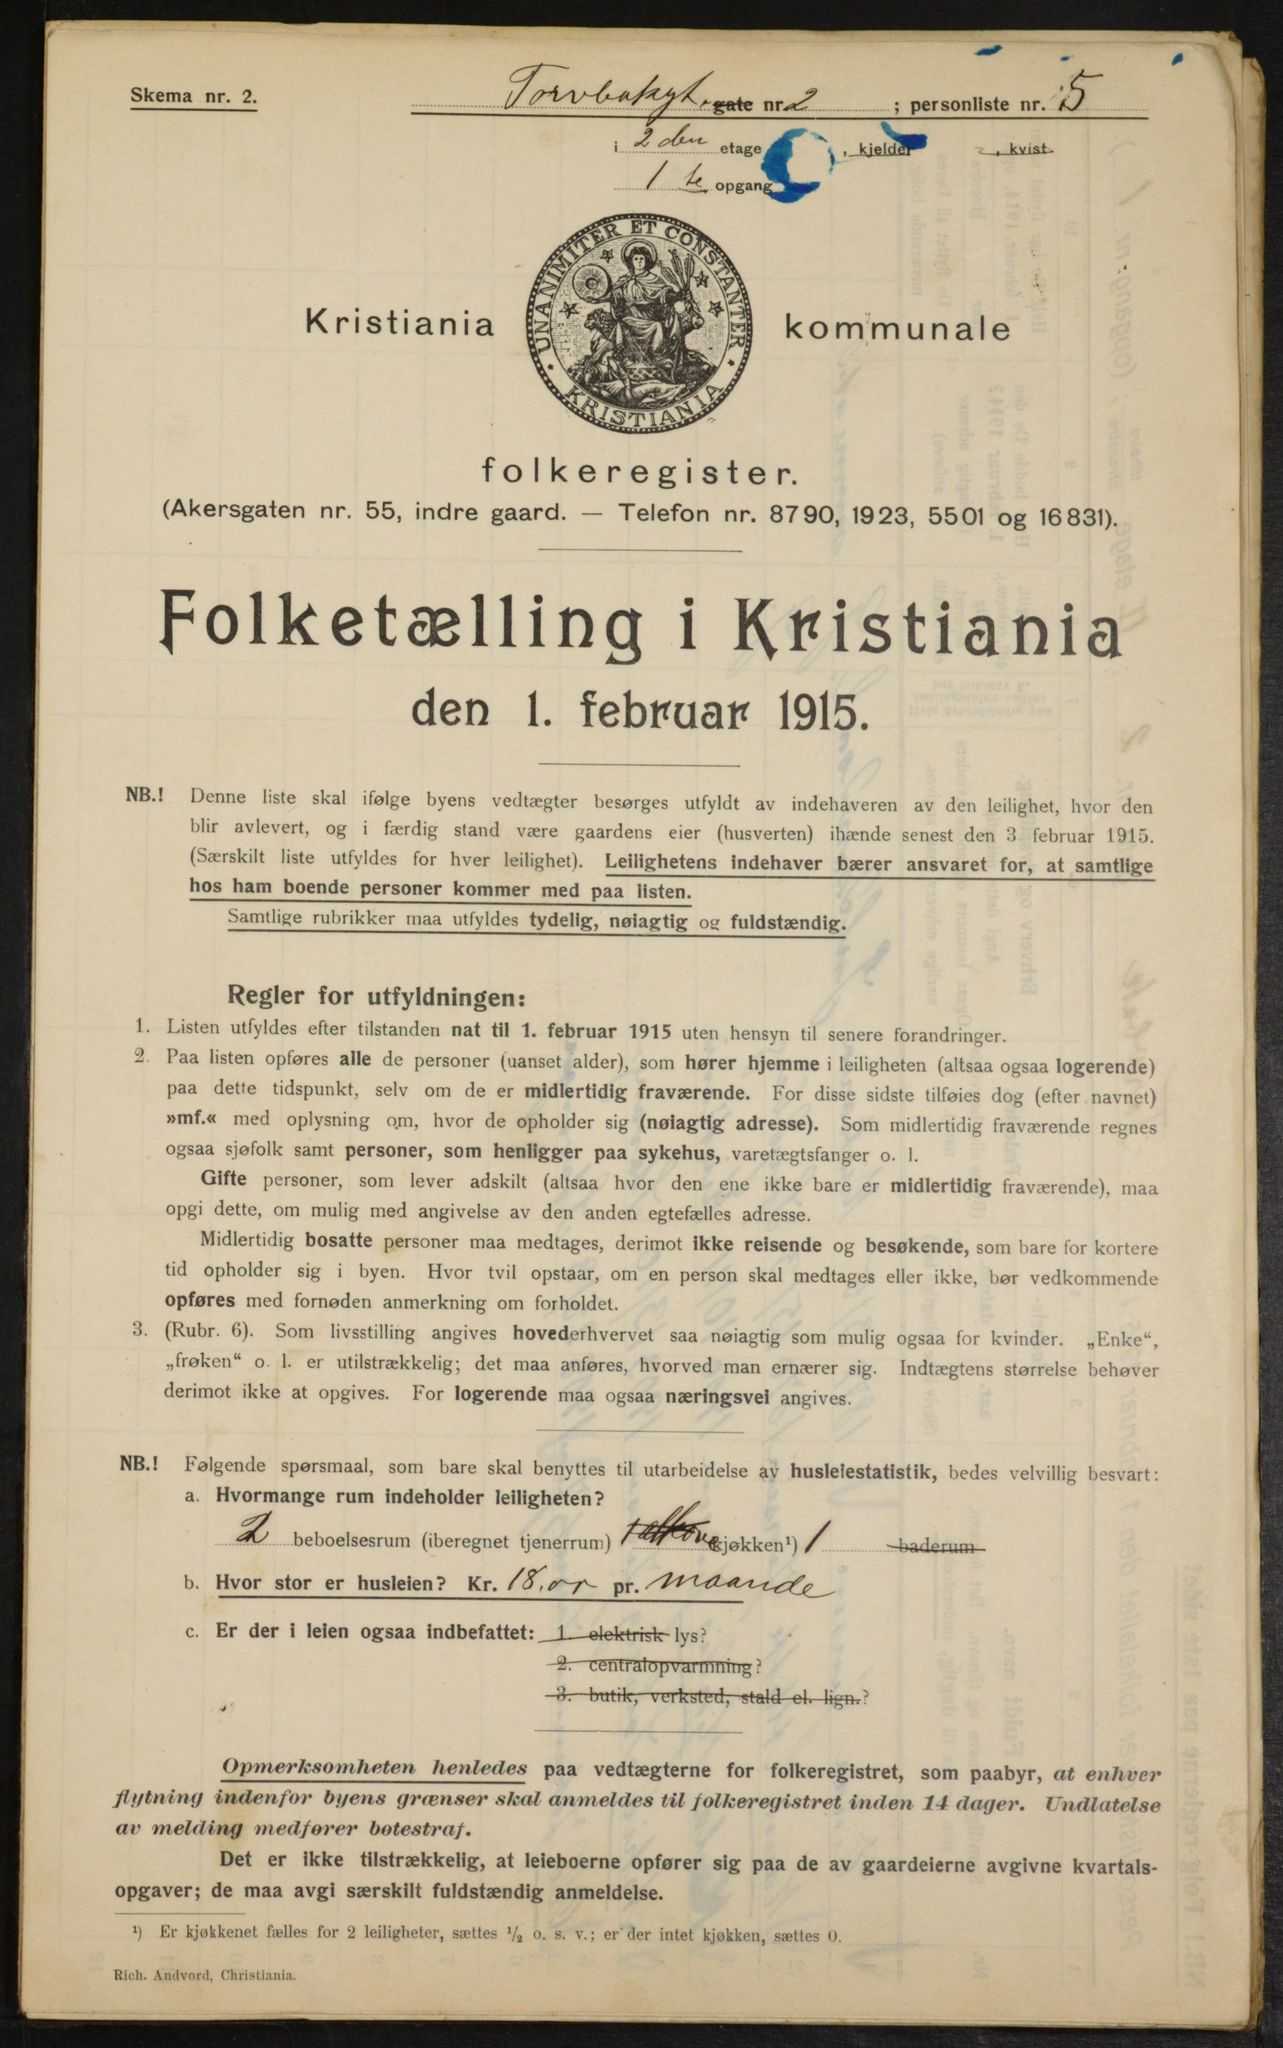 Skema nr. 2.
Torvbakgt. gate nr. 2 ; personliste nr. 5
i 2 den etage , kjelder , kvist
1 te opgang
UNANIMITER ET CONSTANTER
KRISTIANIA
Kristiania kommunale
folkeregister.
(Akersgaten nr. 55, indre gaard. — Telefon nr. 8790, 1923, 5501 og 16831).
Folketælling i Kristiania
den 1. februar 1915.
NB.! Denne liste skal ifølge byens vedtægter besørges utfyldt av indehaveren av den leilighet, hvor den
blir avlevert, og i færdig stand være gaardens eier (husverten) ihænde senest den 3 februar 1915.
(Særskilt liste utfyldes for hver leilighet). Leilighetens indehaver bærer ansvaret for, at samtlige
hos ham boende personer kommer med paa listen.
Samtlige rubrikker maa utfyldes tydelig, nøiagtig og fuldstændig.
Regler for utfyldningen:
1. Listen utfyldes efter tilstanden nat til 1. februar 1915 uten hensyn til senere forandringer.
2. Paa listen opføres alle de personer (uanset alder), som hører hjemme i leiligheten (altsaa ogsaa logerende)
paa dette tidspunkt, selv om de er midlertidig fraværende. For disse sidste tilføies dog (efter navnet)
»mf.« med oplysning om, hvor de opholder sig (nøiagtig adresse). Som midlertidig fraværende regnes
ogsaa sjøfolk samt personer, som henligger paa sykehus, varetægtsfanger o. l.
Gifte personer, som lever adskilt (altsaa hvor den ene ikke bare er midlertidig fraværende), maa
opgi dette, om mulig med angivelse av den anden egtefælles adresse.
Midlertidig bosatte personer maa medtages, derimot ikke reisende og besøkende, som bare for kortere
tid opholder sig i byen. Hvor tvil opstaar, om en person skal medtages eller ikke, bør vedkommende
opføres med fornøden anmerkning om forholdet.
3. (Rubr. 6). Som livsstilling angives hovederhvervet saa nøiagtig som mulig ogsaa for kvinder. „Enke“,
„frøken“ o. l. er utilstrækkelig; det maa anføres, hvorved man ernærer sig. Indtægtens størrelse behøver
derimot ikke at opgives. For logerende maa ogsaa næringsvei angives.
NB.! Følgende spørsmaal, som bare skal benyttes til utarbeidelse av husleiestatistik, bedes velvillig besvart:
a. Hvormange rum indeholder leiligheten?
2 beboelsesrum (iberegnet tjenerrum) 1 alkove kjøkken¹) 1 baderum
b. Hvor stor er husleien? Kr. 18,00 pr. maande
c. Er der i leien ogsaa indbefattet: 1. elektrisk lys?
2. centralopvarmning?
3. butik, verksted, stald el. lign.?
Opmerksomheten henledes paa vedtægterne for folkeregistret, som paabyr, at enhver
flytning indenfor byens grænser skal anmeldes til folkeregistret inden 14 dager. Undlatelse
av melding medfører bøtestraf.
Det er ikke tilstrækkelig, at leieboerne opfører sig paa de av gaardeierne avgivne kvartals-
opgaver; de maa avgi særskilt fuldstændig anmeldelse.
¹) Er kjøkkenet fælles for 2 leiligheter, sættes ½ o. s. v.; er der intet kjøkken, sættes 0.
Rich. Andvord, Christiania.